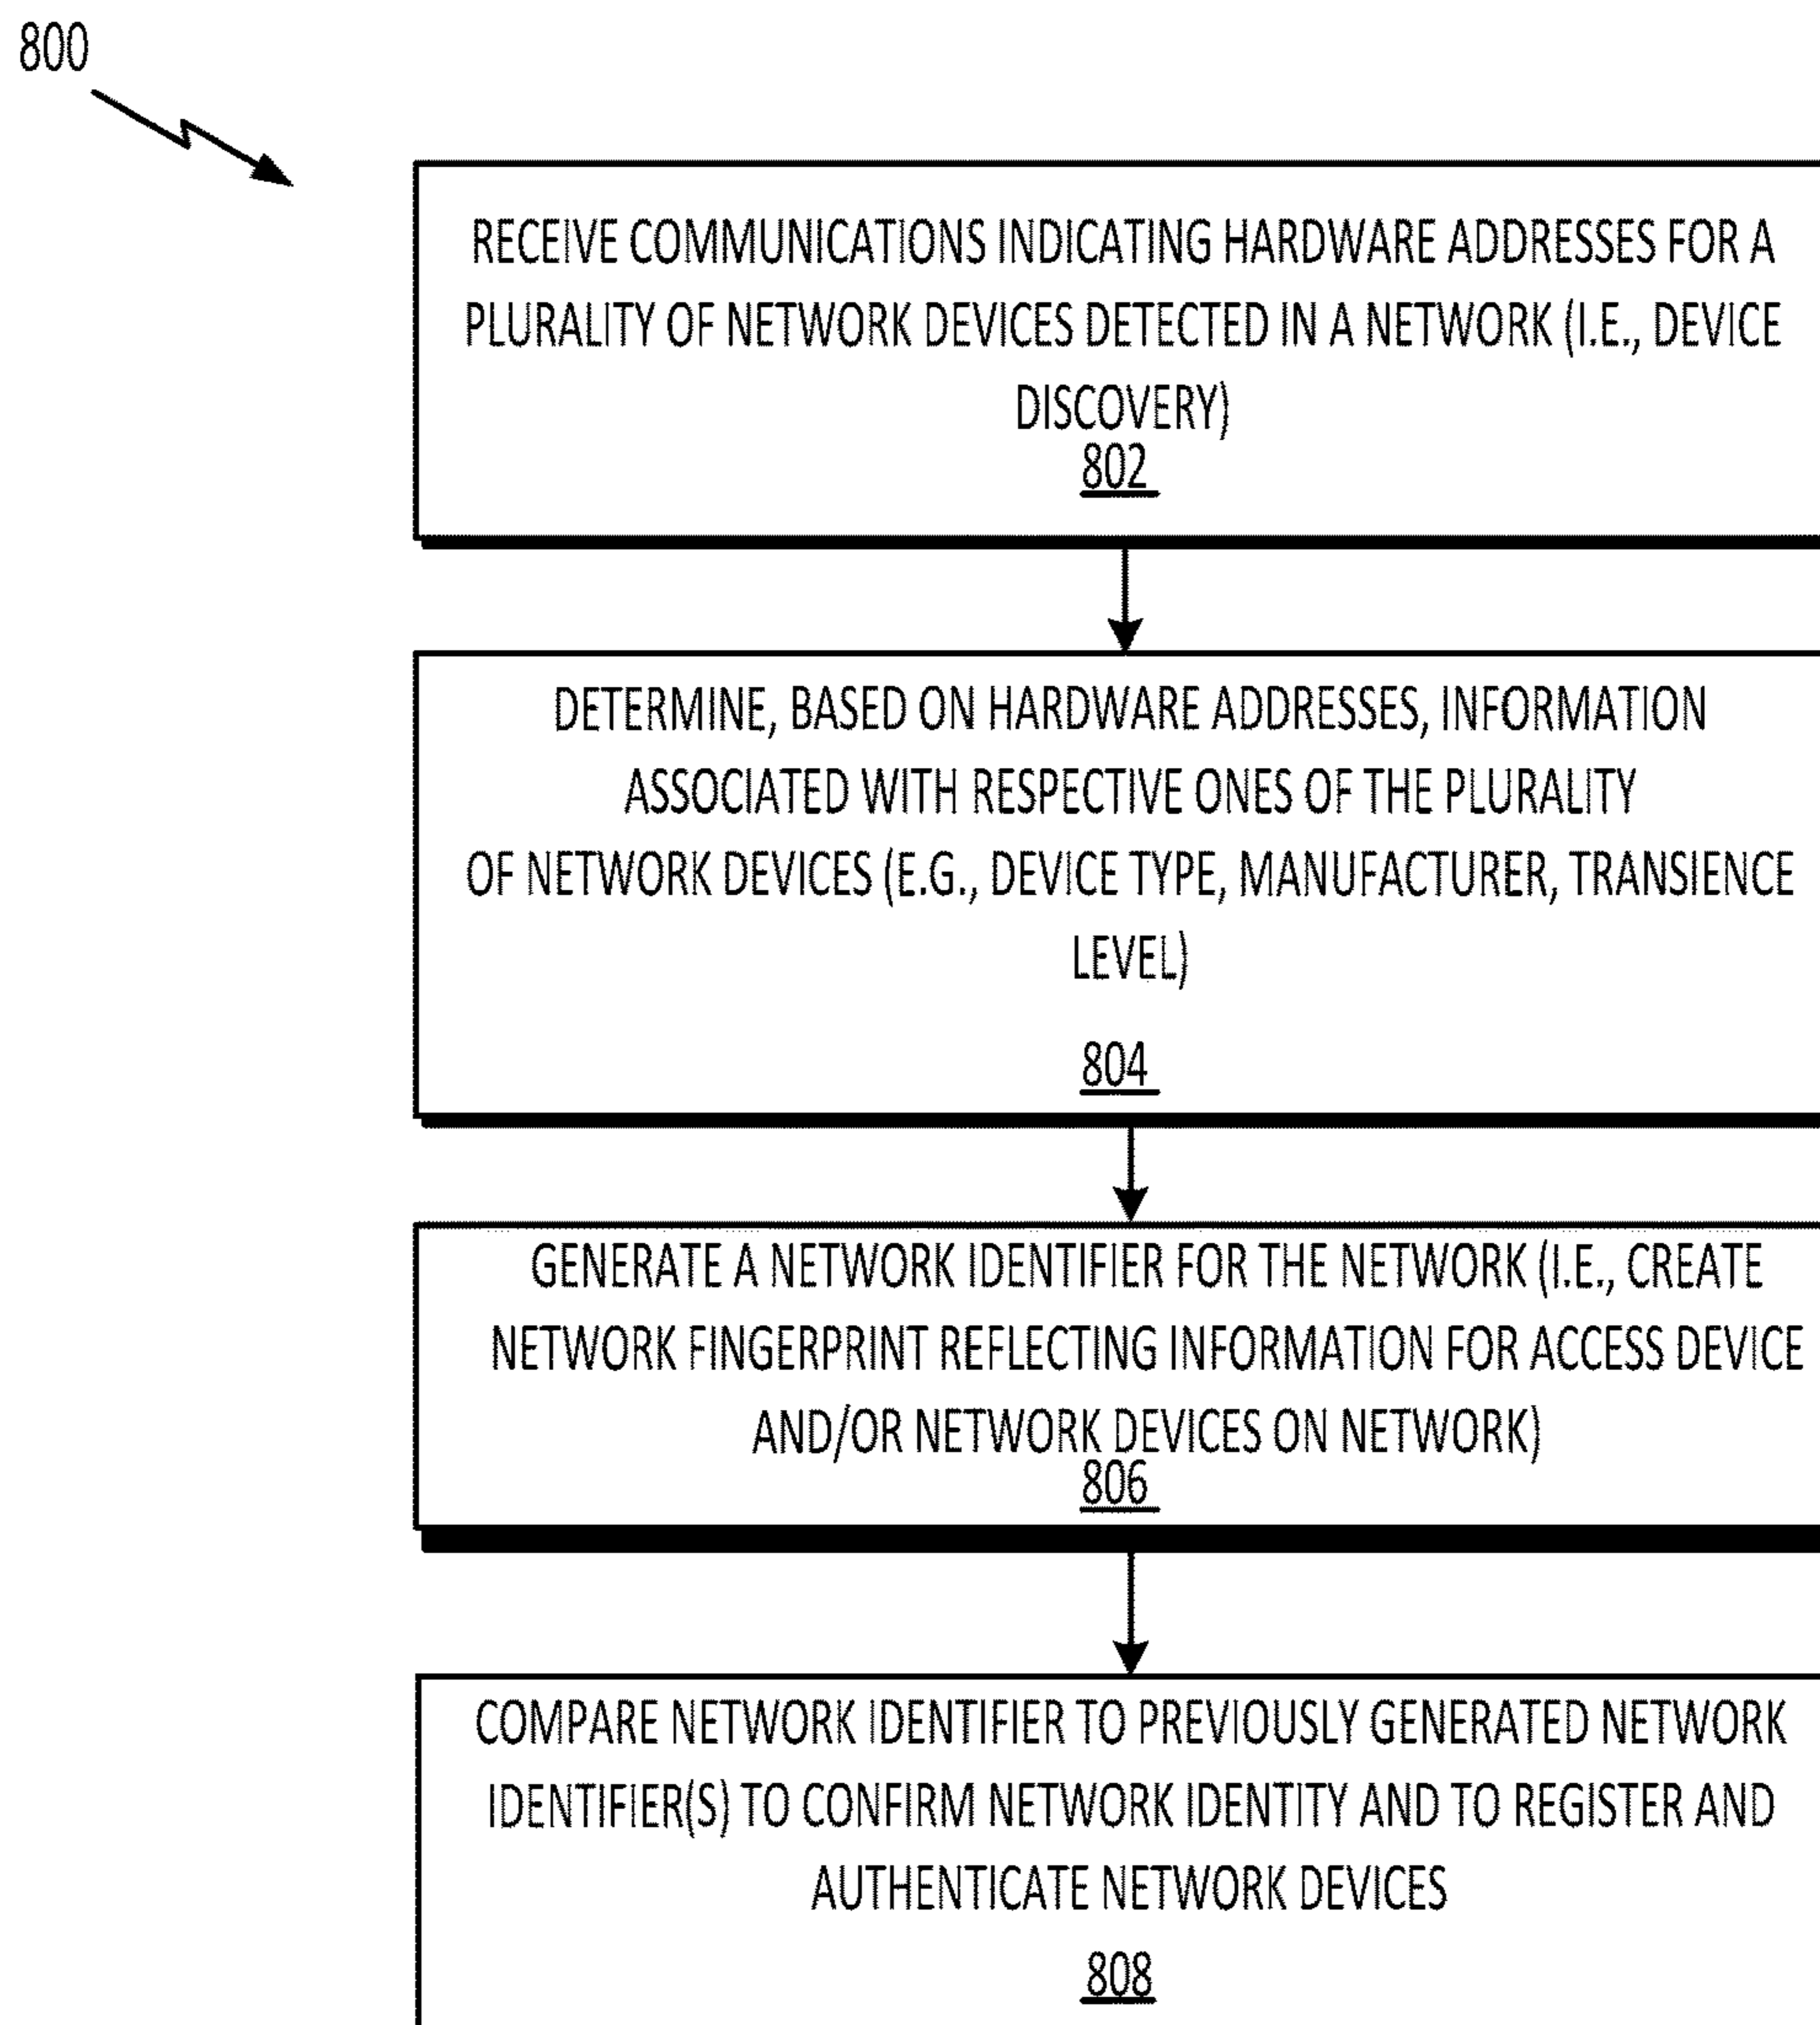 800
RECEIVE COMMUNICATIONS INDICATING HARDWARE ADDRESSES FOR A
PLURALITY OF NETWORK DEVICES DETECTED IN A NETWORK (I.E., DEVICE
DISCOVERY)
802
DETERMINE, BASED ON HARDWARE ADDRESSES, INFORMATION
ASSOCIATED WITH RESPECTIVE ONES OF THE PLURALITY
OF NETWORK DEVICES (E.G., DEVICE TYPE, MANUFACTURER, TRANSIENCE
LEVEL)
804
GENERATE A NETWORK IDENTIFIER FOR THE NETWORK (I.E., CREATE
NETWORK FINGERPRINT REFLECTING INFORMATION FOR ACCESS DEVICE
AND/OR NETWORK DEVICES ON NETWORK)
806
COMPARE NETWORK IDENTIFIER TO PREVIOUSLY GENERATED NETWORK
IDENTIFIER(S) TO CONFIRM NETWORK IDENTITY AND TO REGISTER AND
AUTHENTICATE NETWORK DEVICES
808